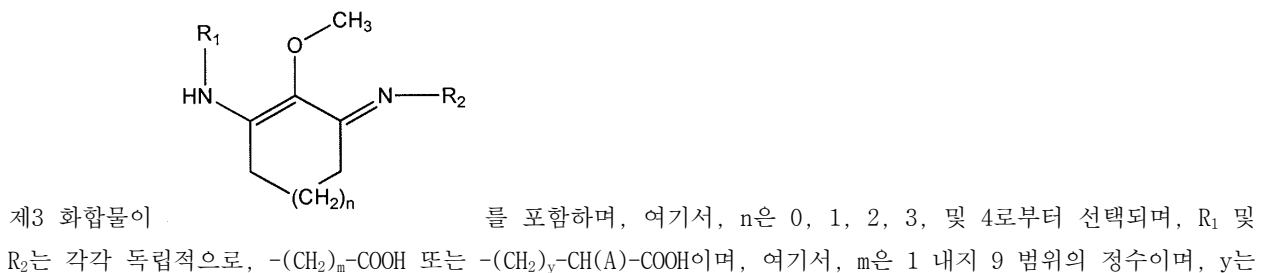 CH₃
R₁
O
HN
N
R₂
(CH₂)ₙ
제3 화합물이 를 포함하며, 여기서, n은 0, 1, 2, 3, 및 4로부터 선택되며, R₁ 및
R₂는 각각 독립적으로, -(CH₂)ₘ-COOH 또는 -(CH₂)ᵧ-CH(A)-COOH이며, 여기서, m은 1 내지 9 범위의 정수이며, y는